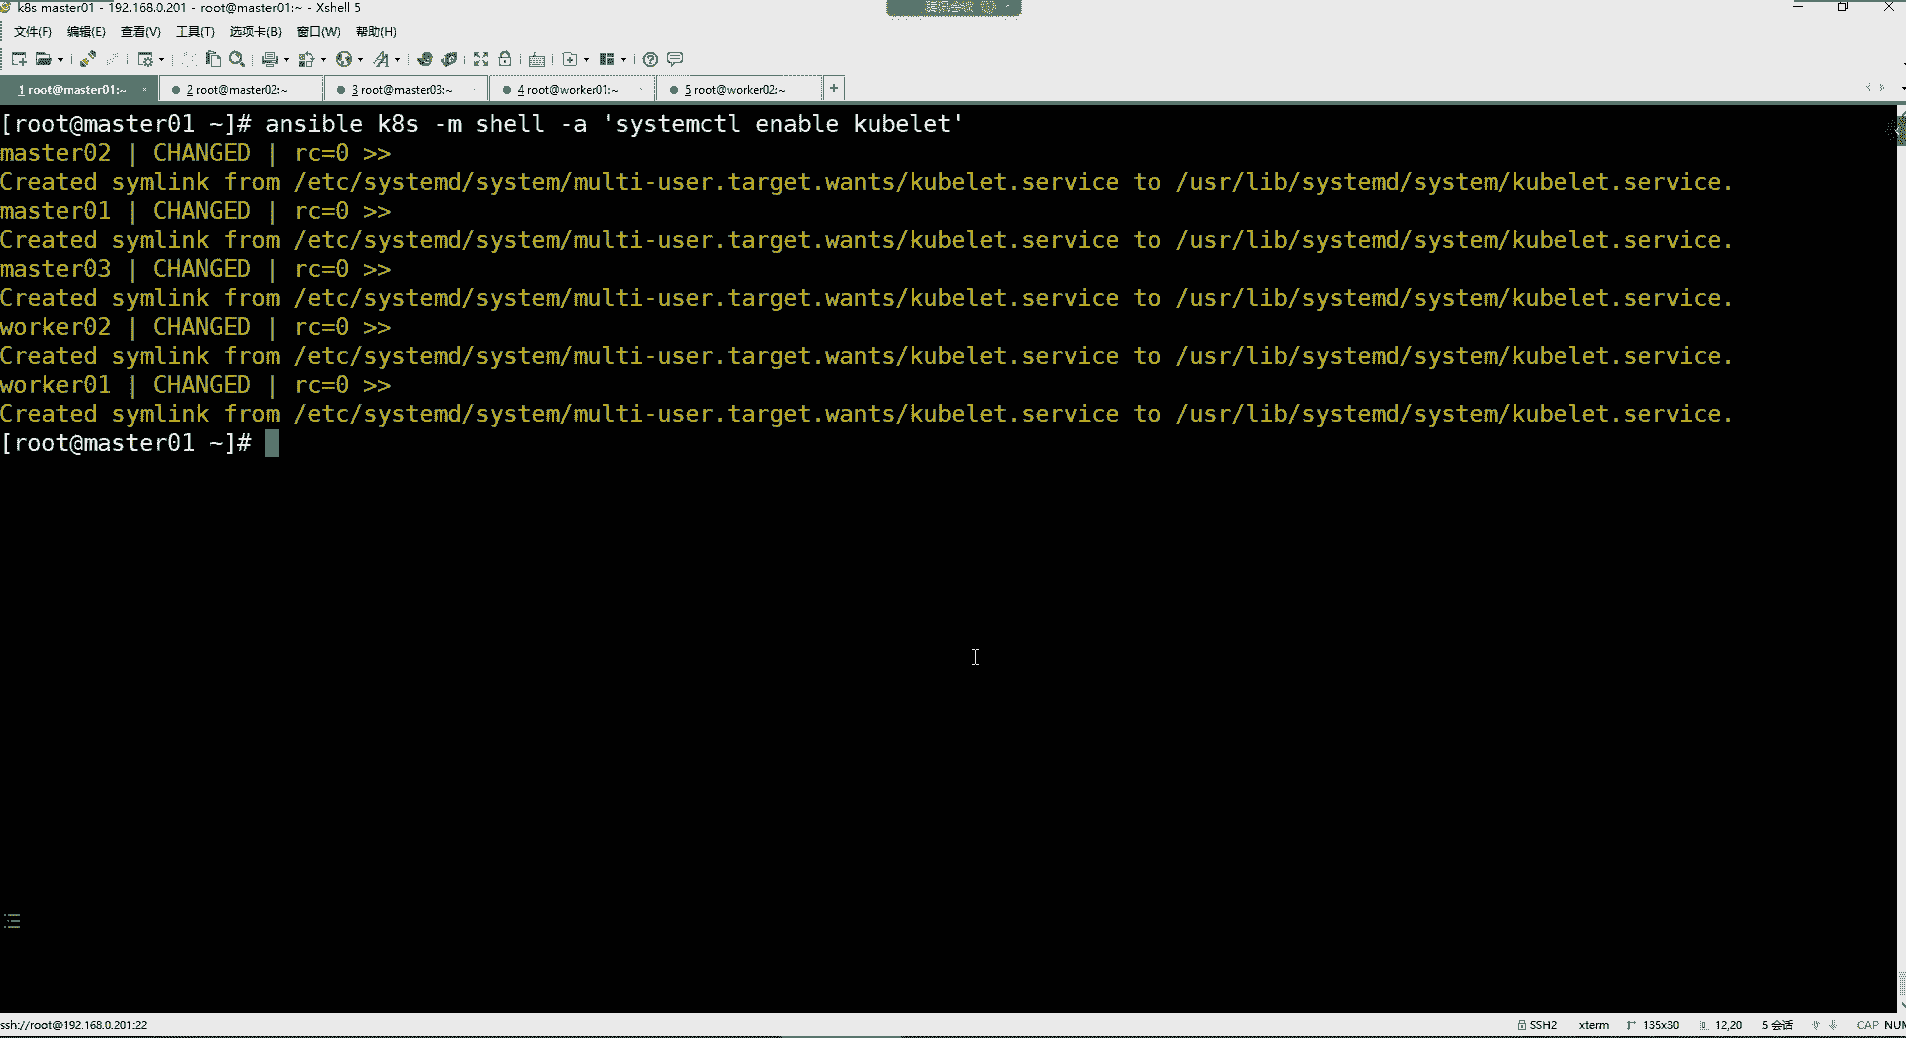 k8s master01 - 192.168.0.201 - root@master01:~ - Xshell 5
文件(F) 编辑(E) 查看(V) 工具(T) 选项卡(B) 窗口(W) 帮助(H)
1 root@master01:~ × 2 root@master02:~ 3 root@master03:~ 4 root@worker01:~ 5 root@worker02:~ +
[root@master01 ~]# ansible k8s -m shell -a 'systemctl enable kubelet'
master02 | CHANGED | rc=0 >>
Created symlink from /etc/systemd/system/multi-user.target.wants/kubelet.service to /usr/lib/systemd/system/kubelet.service.
master01 | CHANGED | rc=0 >>
Created symlink from /etc/systemd/system/multi-user.target.wants/kubelet.service to /usr/lib/systemd/system/kubelet.service.
master03 | CHANGED | rc=0 >>
Created symlink from /etc/systemd/system/multi-user.target.wants/kubelet.service to /usr/lib/systemd/system/kubelet.service.
worker02 | CHANGED | rc=0 >>
Created symlink from /etc/systemd/system/multi-user.target.wants/kubelet.service to /usr/lib/systemd/system/kubelet.service.
worker01 | CHANGED | rc=0 >>
Created symlink from /etc/systemd/system/multi-user.target.wants/kubelet.service to /usr/lib/systemd/system/kubelet.service.
[root@master01 ~]#
ssh://root@192.168.0.201:22 SSH2 xterm 135x30 12,20 5 会话 CAP NUM